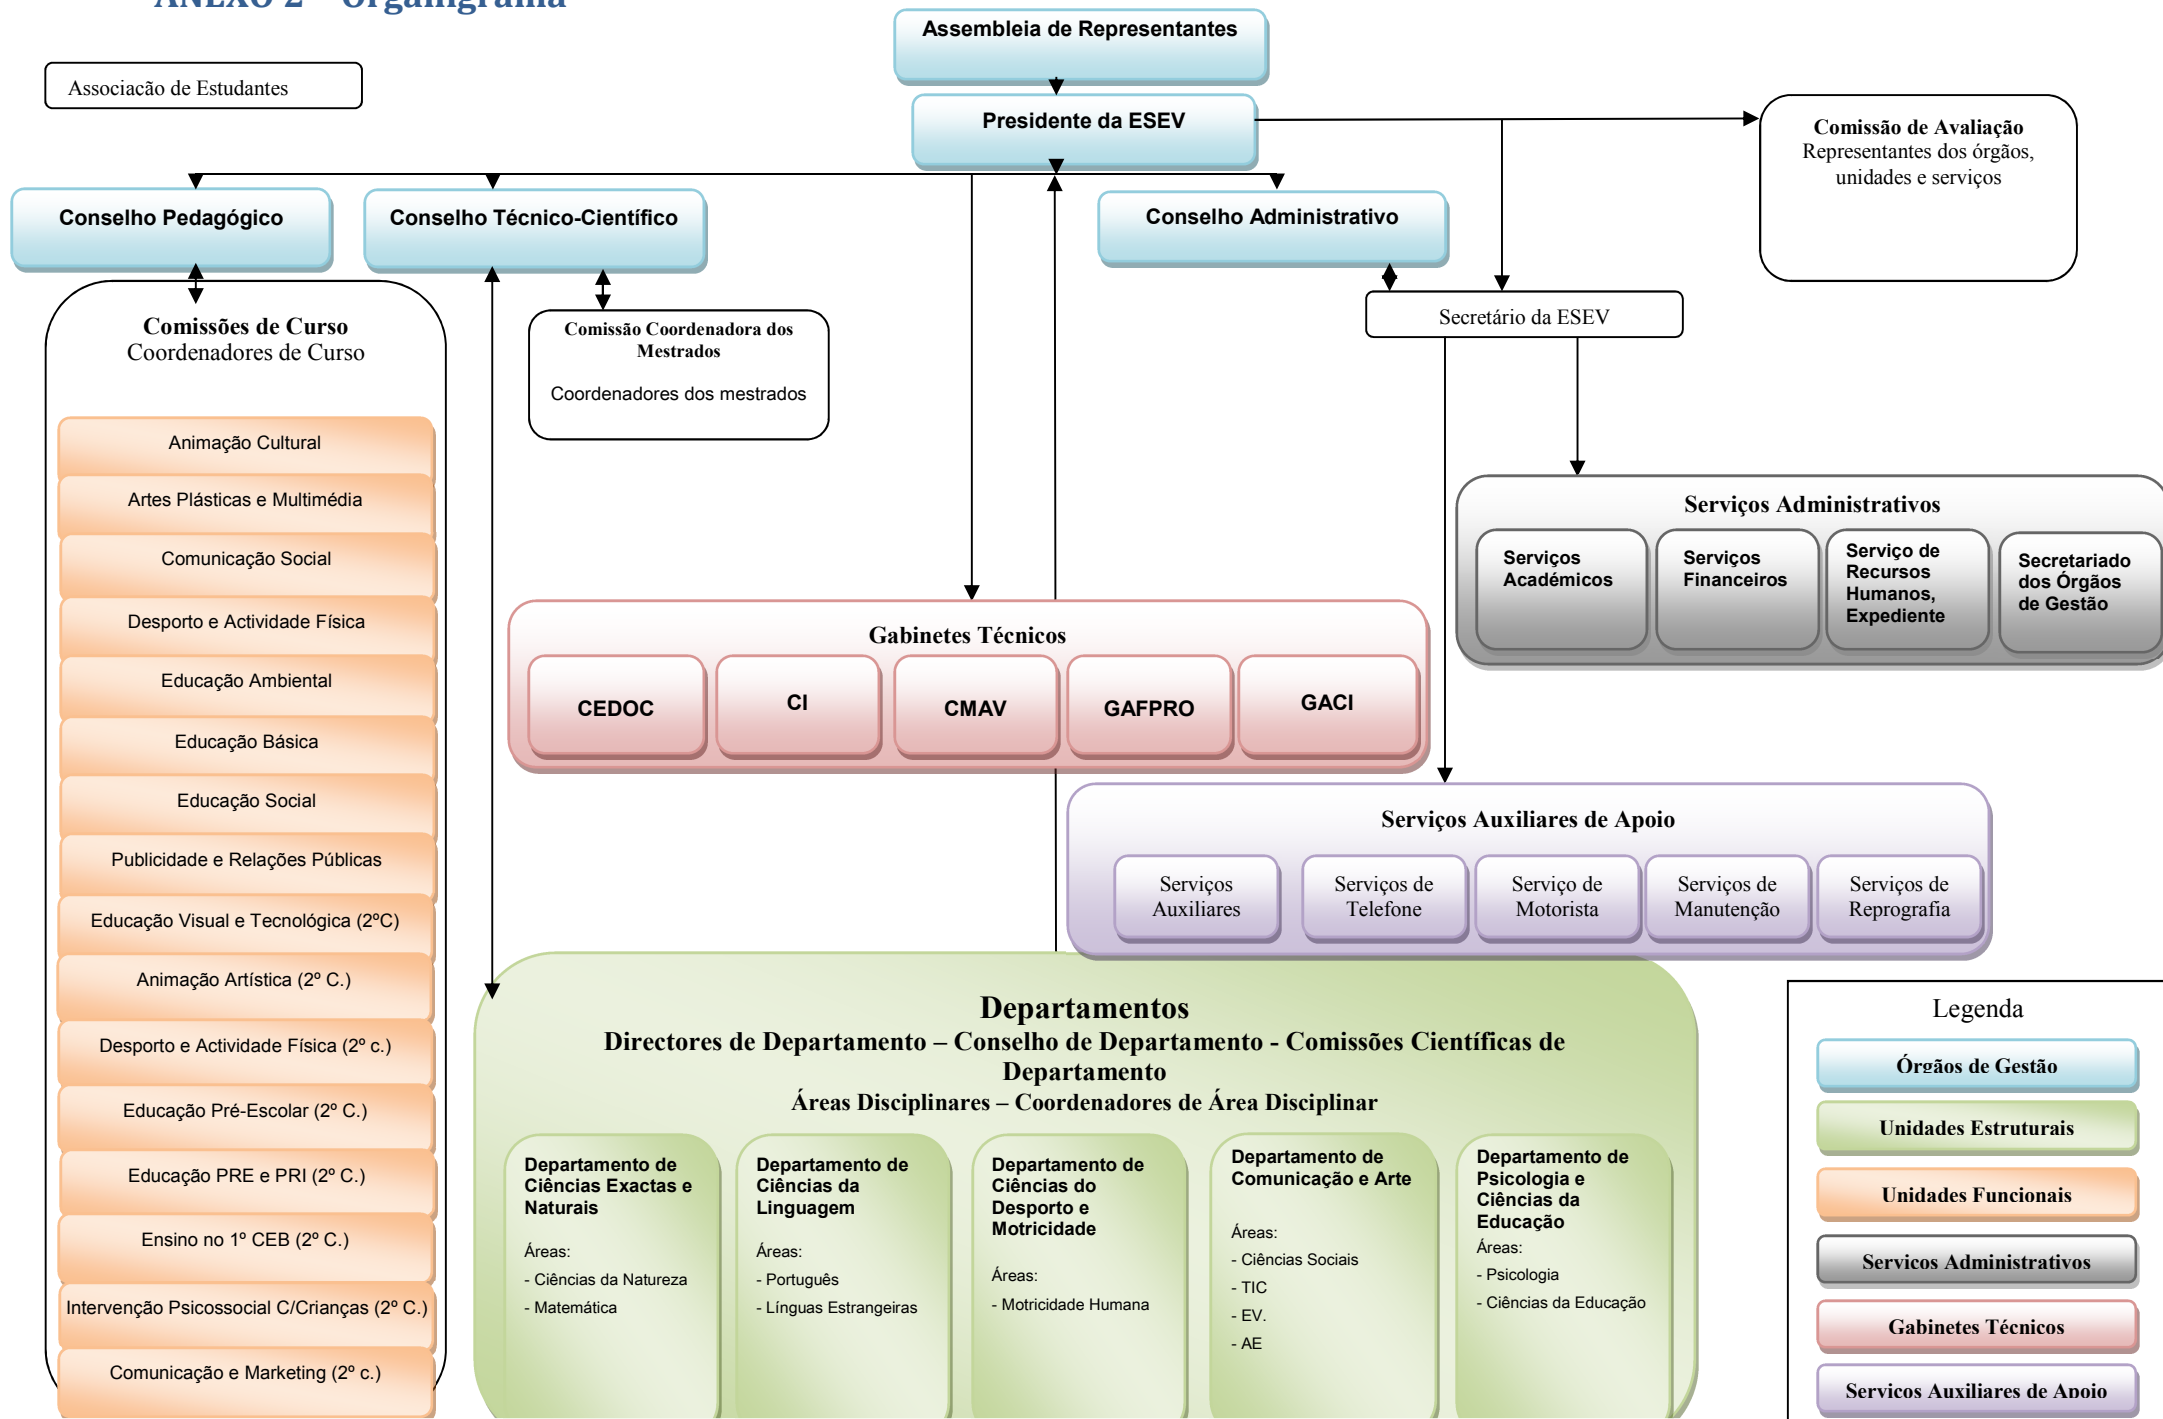 ANEXO 2 – Organigrama
Assembleia de Representantes
Associacão de Estudantes
Presidente da ESEV
Comissão de Avaliação
Representantes dos órgãos,
unidades e serviços
Conselho Pedagógico
Conselho Técnico-Científico
Conselho Administrativo
Secretário da ESEV
Comissões de Curso
Coordenadores de Curso
Comissão Coordenadora dos
Mestrados
Coordenadores dos mestrados
Animação Cultural
Artes Plásticas e Multimédia
Comunicação Social
Desporto e Actividade Física
Educação Ambiental
Educação Básica
Educação Social
Publicidade e Relações Públicas
Educação Visual e Tecnológica (2ºC)
Animação Artística (2º C.)
Desporto e Actividade Física (2º c.)
Educação Pré-Escolar (2º C.)
Educação PRE e PRI (2º C.)
Ensino no 1º CEB (2º C.)
Intervenção Psicossocial C/Crianças (2º C.)
Comunicação e Marketing (2º c.)
Serviços Administrativos
Serviços
Académicos
Serviços
Financeiros
Serviço de
Recursos
Humanos,
Expediente
Secretariado
dos Órgãos
de Gestão
Gabinetes Técnicos
CEDOC
CI
CMAV
GAFPRO
GACI
Serviços Auxiliares de Apoio
Serviços
Auxiliares
Serviços de
Telefone
Serviço de
Motorista
Serviços de
Manutenção
Serviços de
Reprografia
Departamentos
Directores de Departamento – Conselho de Departamento - Comissões Científicas de
Departamento
Áreas Disciplinares – Coordenadores de Área Disciplinar
Departamento de
Ciências Exactas e
Naturais
Áreas:
- Ciências da Natureza
- Matemática
Departamento de
Ciências da
Linguagem
Áreas:
- Português
- Línguas Estrangeiras
Departamento de
Ciências do
Desporto e
Motricidade
Áreas:
- Motricidade Humana
Departamento de
Comunicação e Arte
Áreas:
- Ciências Sociais
- TIC
- EV.
- AE
Departamento de
Psicologia e
Ciências da
Educação
Áreas:
- Psicologia
- Ciências da Educação
Legenda
Órgãos de Gestão
Unidades Estruturais
Unidades Funcionais
Servicos Administrativos
Gabinetes Técnicos
Servicos Auxiliares de Apoio